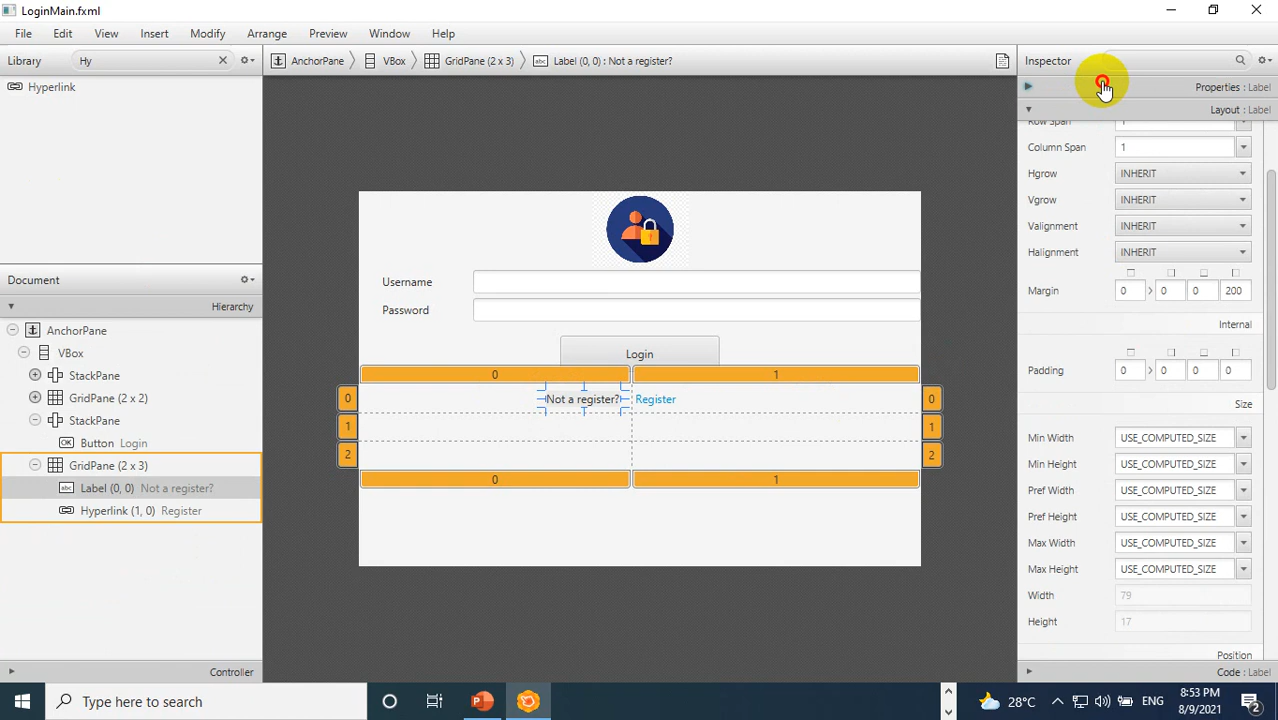 LoginMain.fxml
File Edit View Insert Modify Arrange Preview Window Help
Library Hy
Hyperlink
AnchorPane VBox GridPane (2 x 3) Label (0, 0) : Not a register?
Inspector
Properties : Label
Layout : Label
Row Span 1
Column Span 1
Hgrow INHERIT
Vgrow INHERIT
Valignment INHERIT
Halignment INHERIT
Margin 0 0 0 200
Internal
Padding 0 0 0 0
Size
Min Width USE_COMPUTED_SIZE
Min Height USE_COMPUTED_SIZE
Pref Width USE_COMPUTED_SIZE
Pref Height USE_COMPUTED_SIZE
Max Width USE_COMPUTED_SIZE
Max Height USE_COMPUTED_SIZE
Width 79
Height 17
Position
Code : Label
Username
Password
Login
0 1
0 Not a register? Register 0
1 1
2 2
0 1
Document
Hierarchy
AnchorPane
VBox
StackPane
GridPane (2 x 2)
StackPane
OK Button Login
GridPane (2 x 3)
abc Label (0, 0) Not a register?
Hyperlink (1, 0) Register
Controller
Type here to search
28°C ENG 8:53 PM
8/9/2021 2